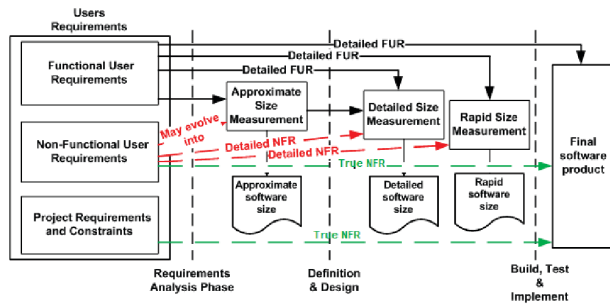 Users
Requirements
Functional User
Requirements
Non-Functional User
Requirements
Project Requirements
and Constraints
Detailed FUR
Detailed FUR
Detailed FUR
Approximate
Size
Measurement
Detailed Size
Measurement
Rapid Size
Measurement
Final
software
product
May evolve
into
Detailed NFR
Detailed NFR
True NFR
Approximate
software
size
Detailed
software
size
Rapid
software
size
True NFR
Requirements
Analysis Phase
Definition
& Design
Build, Test
&
Implement